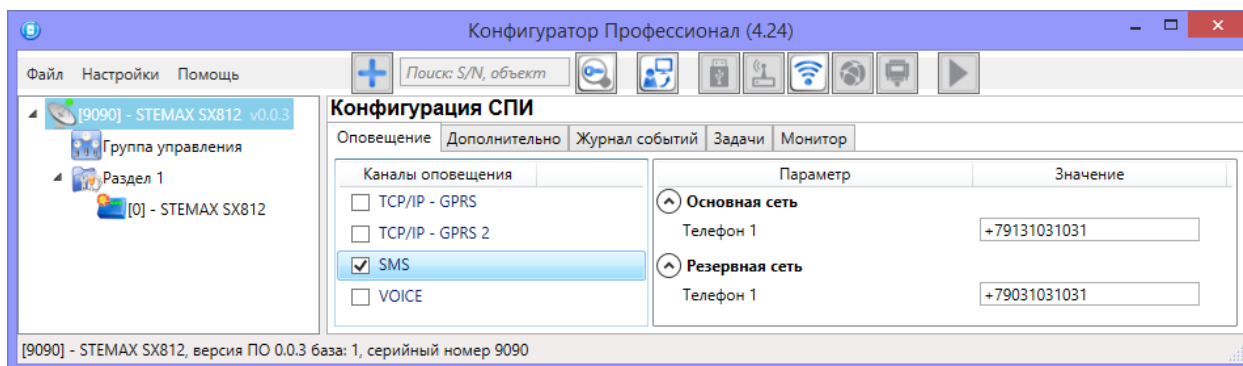 Конфигуратор Профессионал (4.24)
Файл Настройки Помощь Поиск: S/N, объект
[9090] - STEMAX SX812 v0.0.3
Группа управления
Раздел 1
[0] - STEMAX SX812
Конфигурация СПИ
Оповещение Дополнительно Журнал событий Задачи Монитор
Каналы оповещения Параметр Значение
TCP/IP - GPRS Основная сеть
TCP/IP - GPRS 2 Телефон 1 +79131031031
SMS Резервная сеть
VOICE Телефон 1 +79031031031
[9090] - STEMAX SX812, версия ПО 0.0.3 база: 1, серийный номер 9090